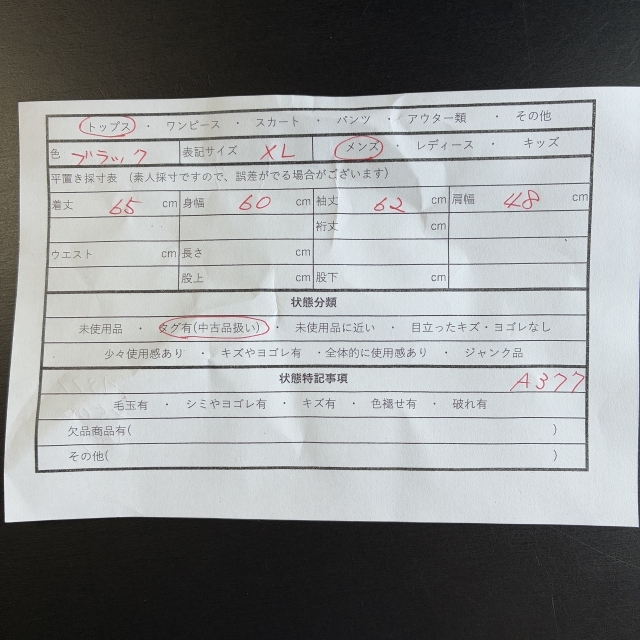 トップス ・ ワンピース ・ スカート ・ パンツ ・ アウター類 ・ その他
色 ブラック 表記サイズ XL メンズ ・ レディース ・ キッズ
平置き採寸表 (素人採寸ですので、誤差がでる場合がございます)
着丈 65 cm 身幅 60 cm 袖丈 62 cm 肩幅 48 cm
裄丈 cm
ウエスト cm 長さ cm
股上 cm 股下 cm
状態分類
未使用品 ・ タグ有(中古品扱い) ・ 未使用品に近い ・ 目立ったキズ・ヨゴレなし
少々使用感あり ・ キズやヨゴレ有 ・全体的に使用感あり ・ ジャンク品
状態特記事項 A377
毛玉有 ・ シミやヨゴレ有 ・ キズ有 ・ 色褪せ有 ・ 破れ有
欠品商品有( )
その他( )